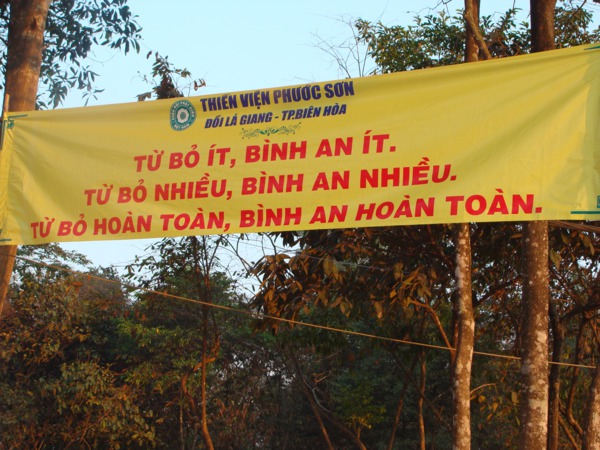 THIỀN VIỆN PHƯỚC SƠN
ĐỒI LÁ GIANG - TP.BIÊN HÒA
TỪ BỎ ÍT, BÌNH AN ÍT.
TỪ BỎ NHIỀU, BÌNH AN NHIỀU.
TỪ BỎ HOÀN TOÀN, BÌNH AN HOÀN TOÀN.